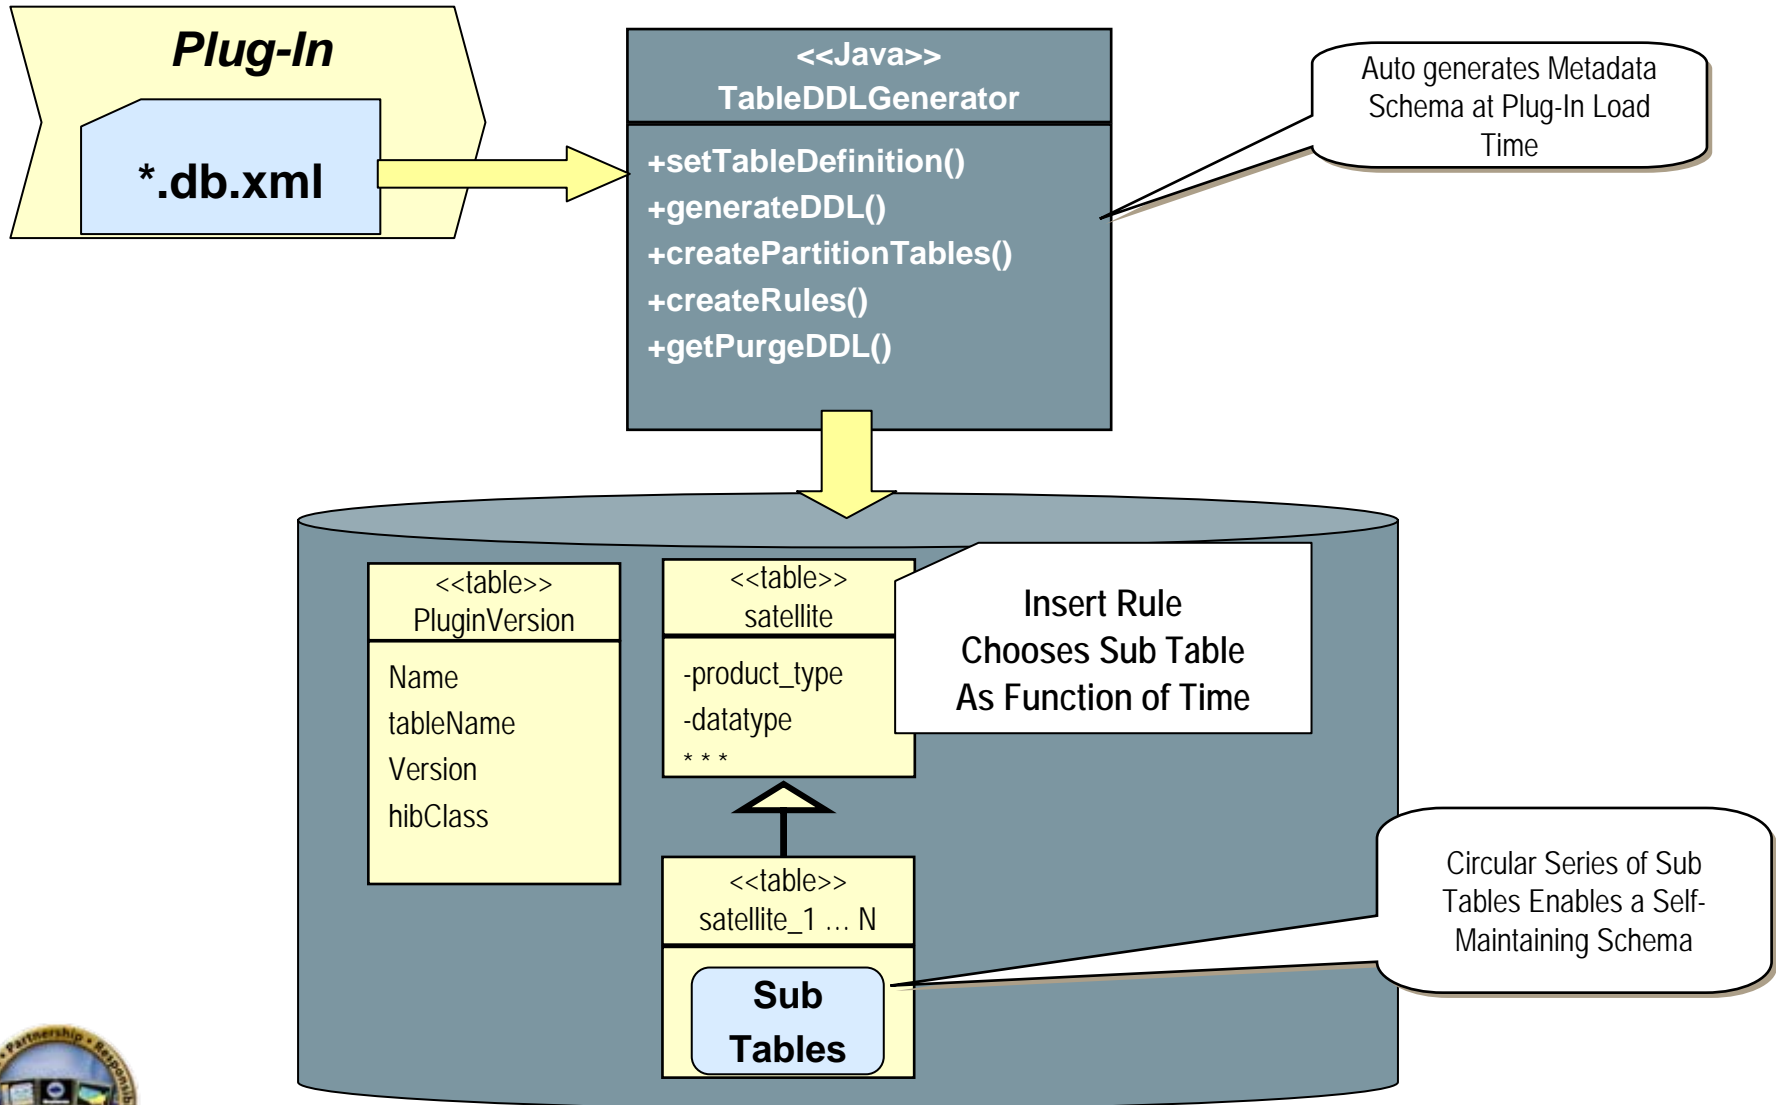 Plug-In
*.db.xml
<<Java>>
TableDDLGenerator
+setTableDefinition()
+generateDDL()
+createPartitionTables()
+createRules()
+getPurgeDDL()
Auto generates Metadata
Schema at Plug-In Load
Time
<<table>>
PluginVersion
Name
tableName
Version
hibClass
<<table>>
satellite
-product_type
-datatype
* * *
Insert Rule
Chooses Sub Table
As Function of Time
<<table>>
satellite_1 … N
Sub
Tables
Circular Series of Sub
Tables Enables a Self-
Maintaining Schema
Partnership